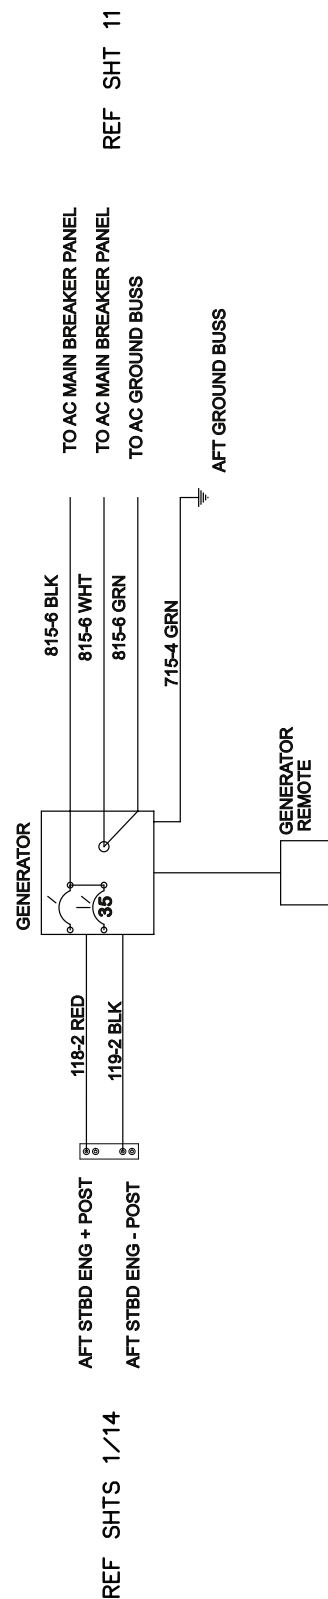 REF SHTS 1/14
AFT STBD ENG + POST
AFT STBD ENG - POST
118-2 RED
119-2 BLK
GENERATOR
35
GENERATOR
REMOTE
815-6 BLK
815-6 WHT
815-6 GRN
715-4 GRN
TO AC MAIN BREAKER PANEL
TO AC MAIN BREAKER PANEL
TO AC GROUND BUSS
AFT GROUND BUSS
REF SHT 11